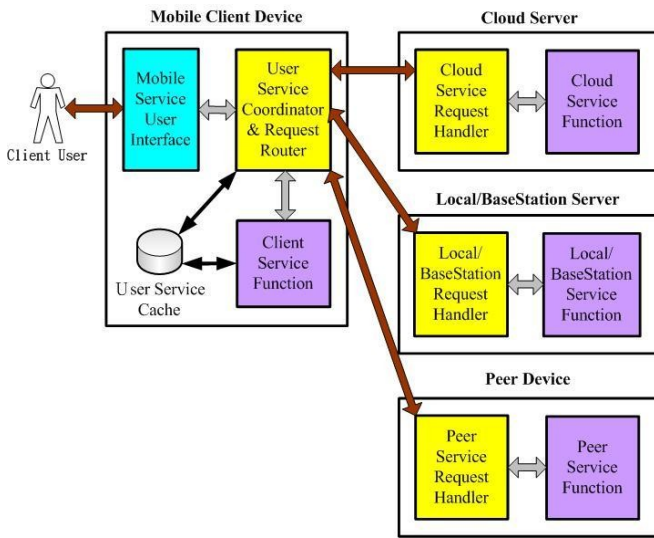 Mobile Client Device
Client User
Mobile
Service
User
Interface
User
Service
Coordinator
& Request
Router
User Service
Cache
Client
Service
Function
Cloud Server
Cloud
Service
Request
Handler
Cloud
Service
Function
Local/BaseStation Server
Local/
BaseStation
Request
Handler
Local/
BaseStation
Service
Function
Peer Device
Peer
Service
Request
Handler
Peer
Service
Function